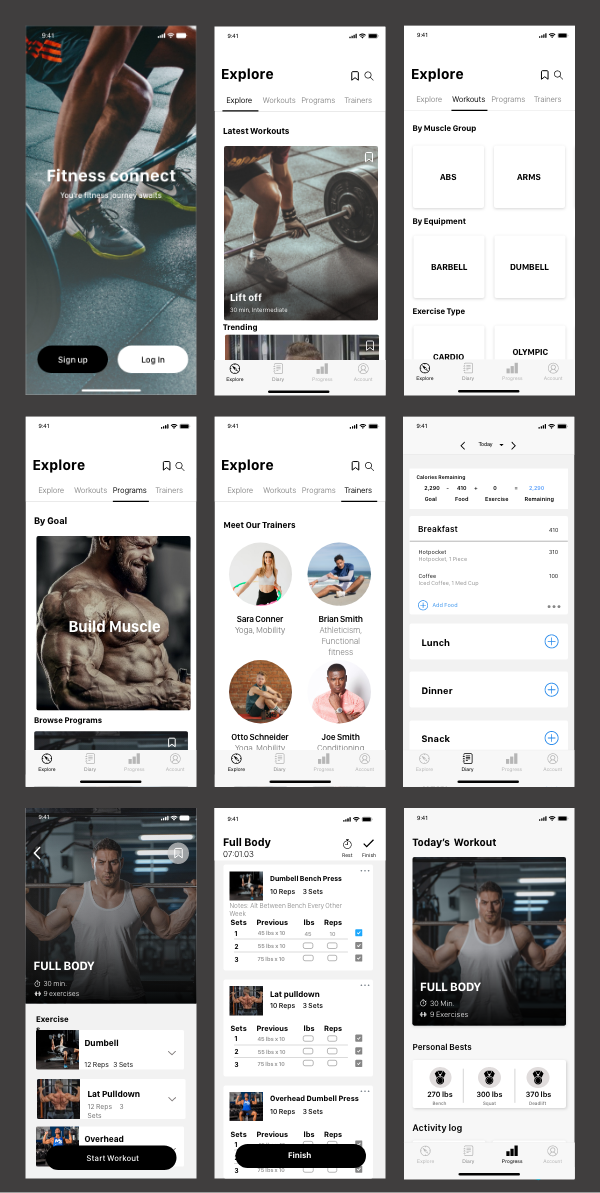 9:41
Fitness connect
You're fitness journey awaits
Sign up
Log In
9:41
Explore
Explore Workouts Programs Trainers
Latest Workouts
Lift off
30 min, Intermediate
Trending
Explore Diary Progress Account
9:41
Explore
Explore Workouts Programs Trainers
By Muscle Group
ABS ARMS
By Equipment
BARBELL DUMBELL
Exercise Type
CARDIO OLYMPIC
Explore Diary Progress Account
9:41
Explore
Explore Workouts Programs Trainers
By Goal
Build Muscle
Browse Programs
Explore Diary Progress Account
9:41
Explore
Explore Workouts Programs Trainers
Meet Our Trainers
Sara Conner
Yoga, Mobility
Brian Smith
Athleticism,
Functional
fitness
Otto Schneider
Yoga, Mobility
Joe Smith
Conditioning
Explore Diary Progress Account
9:41
Today
Calories Remaining
2,290 - 410 + 0 = 2,290
Goal Food Exercise Remaining
Breakfast 410
Hotpocket 310
Hotpocket, 1 Piece
Coffee 100
Iced Coffee, 1 Med Cup
Add Food
Lunch
Dinner
Snack
Explore Diary Progress Account
9:41
FULL BODY
30 min.
9 exercises
Exercise
Dumbell
12 Reps 3 Sets
Lat Pulldown
12 Reps 3
Sets
Overhead
Start Workout
9:41
Full Body
07:01.03
Rest Finish
Dumbell Bench Press
10 Reps 3 Sets
Notes: Alt Between Bench Every Other
Week
Sets Previous lbs Reps
1 45 lbs x 10 45 10
2 55 lbs x 10
3 75 lbs x 10
Lat pulldown
10 Reps 3 Sets
Sets Previous lbs Reps
1 45 lbs x 10
2 55 lbs x 10
3 75 lbs x 10
Overhead Dumbell Press
10 Reps 3 Sets
Sets Previous lbs Reps
1 45 lbs x 10
Finish
3 75 lbs x 10
9:41
Today's Workout
FULL BODY
30 Min.
9 Exercises
Personal Bests
270 lbs 300 lbs 370 lbs
Bench Squat Deadlift
Activity log
Explore Diary Progress Account